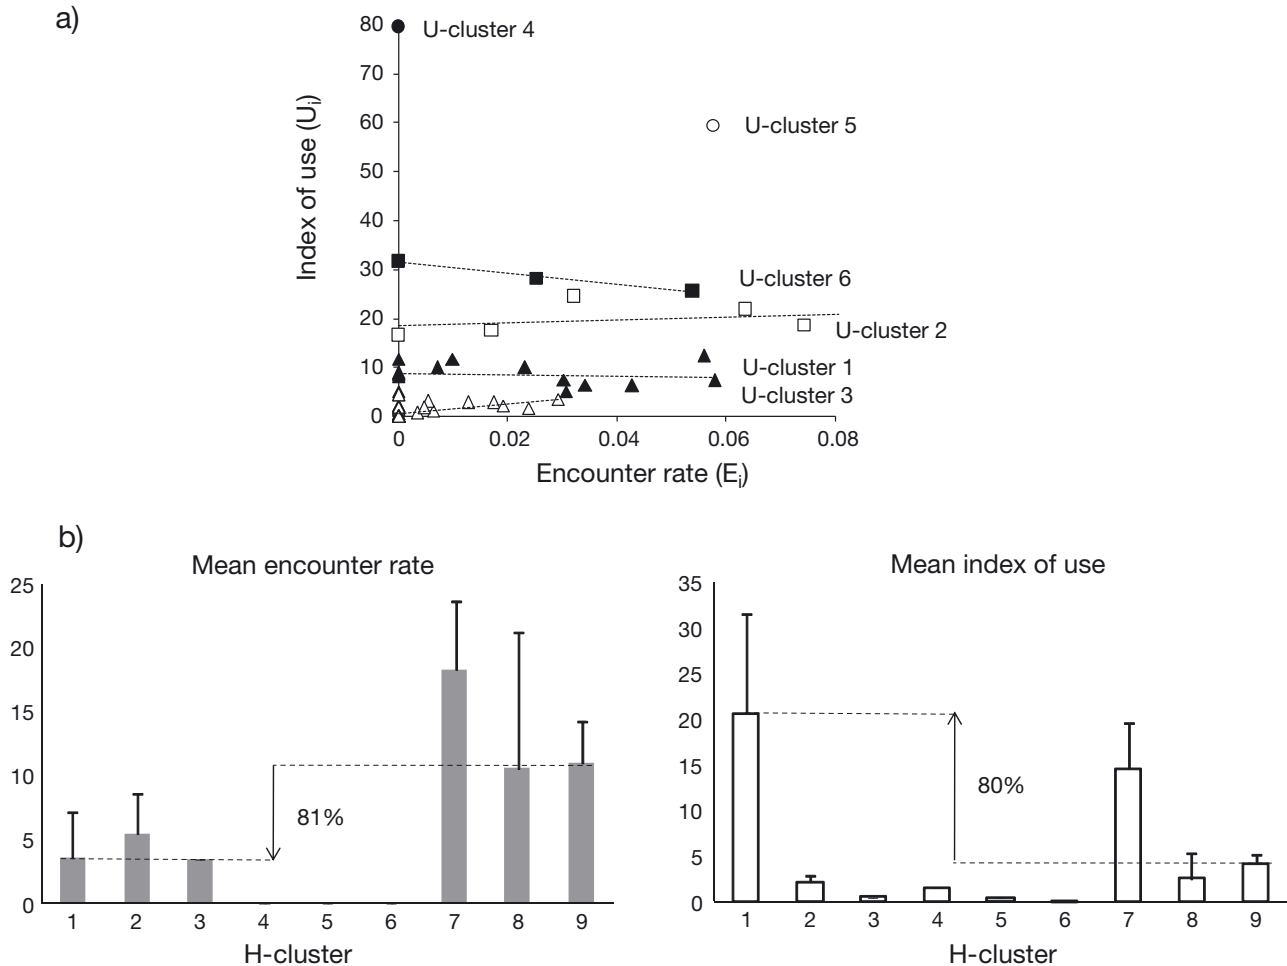 a)
80
U-cluster 4
70
60
U-cluster 5
50
Index of use (Ui)
40
30
U-cluster 6
20
U-cluster 2
10
U-cluster 1
U-cluster 3
0
0 0.02 0.04 0.06 0.08
Encounter rate (Ei)
b)
Mean encounter rate
25
20
15
10
81%
5
0
1 2 3 4 5 6 7 8 9
H-cluster
Mean index of use
35
30
25
20
15
80%
10
5
0
1 2 3 4 5 6 7 8 9
H-cluster